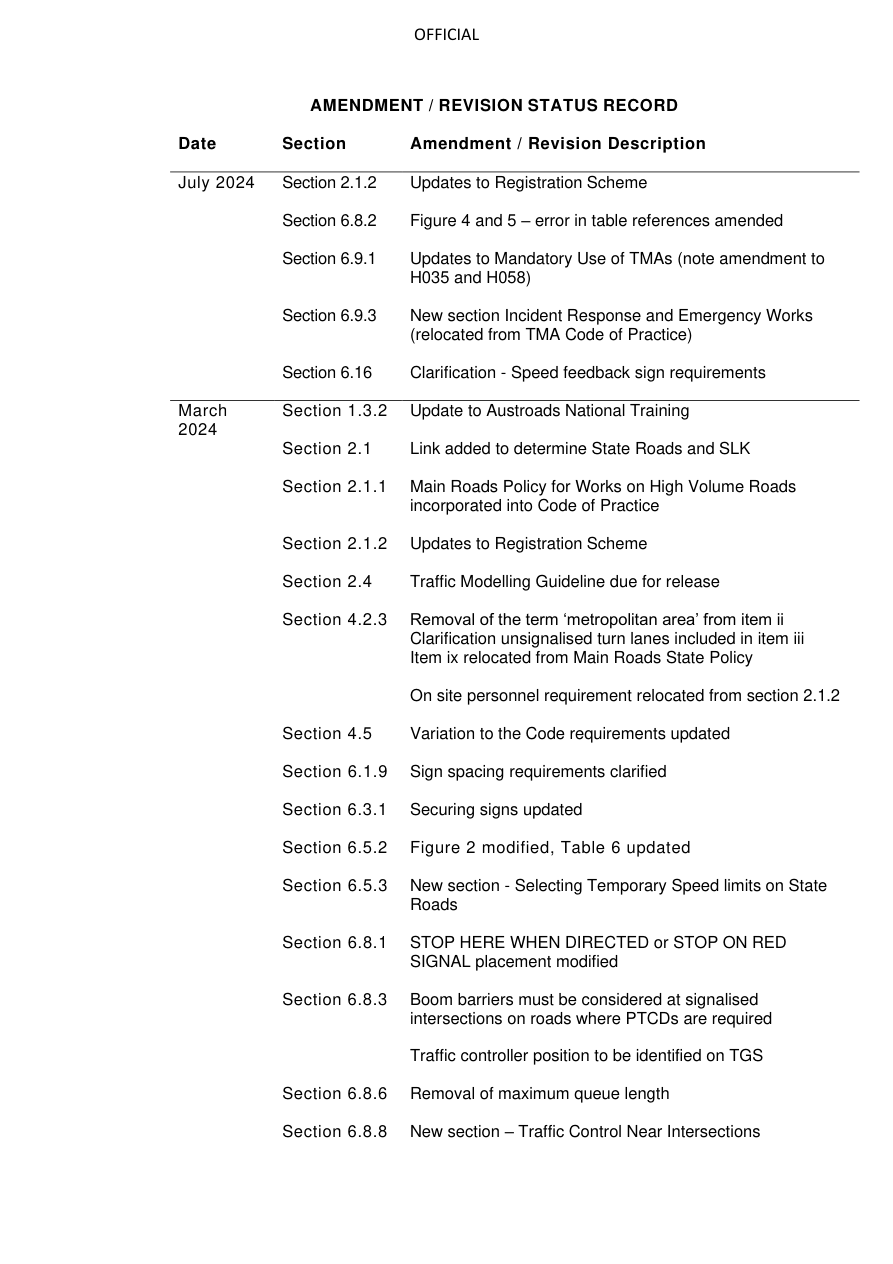 OFFICIAL
AMENDMENT / REVISION STATUS RECORD
Date Section Amendment / Revision Description
July 2024 Section 2.1.2 Updates to Registration Scheme
Section 6.8.2 Figure 4 and 5 – error in table references amended
Section 6.9.1 Updates to Mandatory Use of TMAs (note amendment to
H035 and H058)
Section 6.9.3 New section Incident Response and Emergency Works
(relocated from TMA Code of Practice)
Section 6.16 Clarification - Speed feedback sign requirements
March Section 1.3.2 Update to Austroads National Training
2024
Section 2.1 Link added to determine State Roads and SLK
Section 2.1.1 Main Roads Policy for Works on High Volume Roads
incorporated into Code of Practice
Section 2.1.2 Updates to Registration Scheme
Section 2.4 Traffic Modelling Guideline due for release
Section 4.2.3 Removal of the term ‘metropolitan area’ from item ii
Clarification unsignalised turn lanes included in item iii
Item ix relocated from Main Roads State Policy
On site personnel requirement relocated from section 2.1.2
Section 4.5 Variation to the Code requirements updated
Section 6.1.9 Sign spacing requirements clarified
Section 6.3.1 Securing signs updated
Section 6.5.2 Figure 2 modified, Table 6 updated
Section 6.5.3 New section - Selecting Temporary Speed limits on State
Roads
Section 6.8.1 STOP HERE WHEN DIRECTED or STOP ON RED
SIGNAL placement modified
Section 6.8.3 Boom barriers must be considered at signalised
intersections on roads where PTCDs are required
Traffic controller position to be identified on TGS
Section 6.8.6 Removal of maximum queue length
Section 6.8.8 New section – Traffic Control Near Intersections